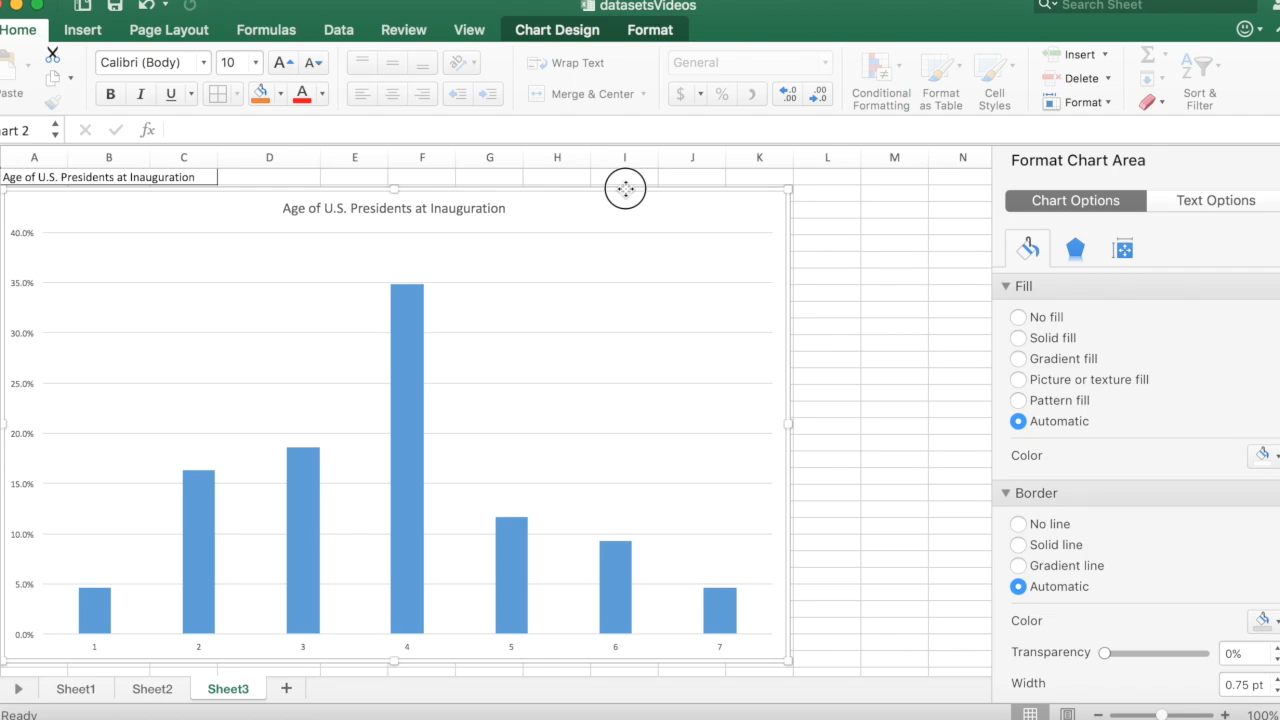 datasetsVideos
Search Sheet
Home Insert Page Layout Formulas Data Review View Chart Design Format
Calibri (Body) 10 A A Wrap Text General Insert
Paste B I U A Merge & Center $ % Conditional Formatting Format as Table Cell Styles Delete Format Sort & Filter
art 2 fx
A B C D E F G H I J K L M N
Age of U.S. Presidents at Inauguration
Age of U.S. Presidents at Inauguration
40.0%
35.0%
30.0%
25.0%
20.0%
15.0%
10.0%
5.0%
0.0%
1 2 3 4 5 6 7
Format Chart Area
Chart Options Text Options
Fill
No fill
Solid fill
Gradient fill
Picture or texture fill
Pattern fill
Automatic
Color
Border
No line
Solid line
Gradient line
Automatic
Color
Transparency 0%
Width 0.75 pt
Sheet1 Sheet2 Sheet3 +
Ready 100%